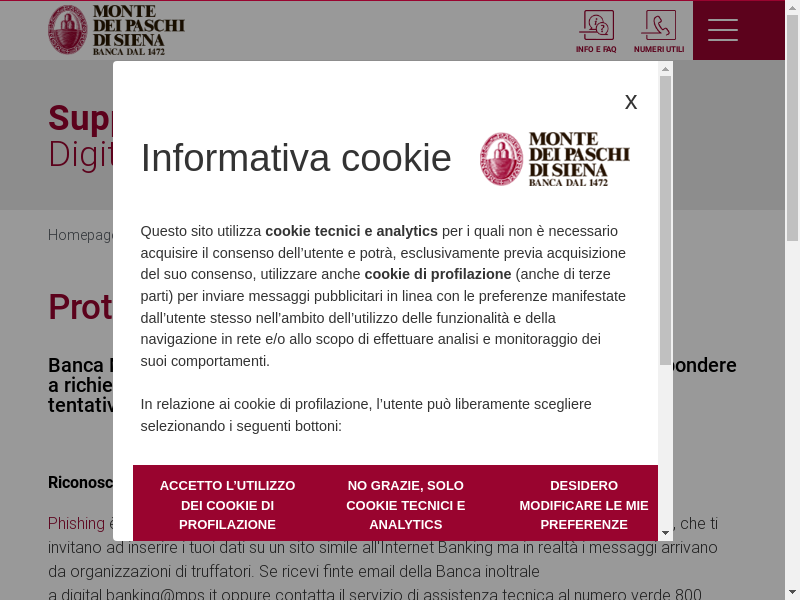 MONTE
DEI PASCHI
DI SIENA
BANCA DAL 1472
INFO E FAQ
NUMERI UTILI
Digit
Homepage
X
Informativa cookie
MONTE
DEI PASCHI
DI SIENA
BANCA DAL 1472
Questo sito utilizza cookie tecnici e analytics per i quali non è necessario
acquisire il consenso dell'utente e potrà, esclusivamente previa acquisizione
del suo consenso, utilizzare anche cookie di profilazione (anche di terze
parti) per inviare messaggi pubblicitari in linea con le preferenze manifestate
dall'utente stesso nell'ambito dell'utilizzo delle funzionalità e della
navigazione in rete e/o allo scopo di effettuare analisi e monitoraggio dei
suoi comportamenti.
In relazione ai cookie di profilazione, l'utente può liberamente scegliere
selezionando i seguenti bottoni:
ACCETTO L'UTILIZZO
DEI COOKIE DI
PROFILAZIONE
NO GRAZIE, SOLO
COOKIE TECNICI E
ANALYTICS
DESIDERO
MODIFICARE LE MIE
PREFERENZE
Prot
Banca pondere
a richie
tentativ
Riconosc
Phishing , che ti
invitano ad inserire i tuoi dati su un sito simile all'Internet Banking ma in realtà i messaggi arrivano
da organizzazioni di truffatori. Se ricevi finte email della Banca inoltrale
a digital.banking@mps.it oppure contatta il servizio di assistenza tecnica al numero verde 800